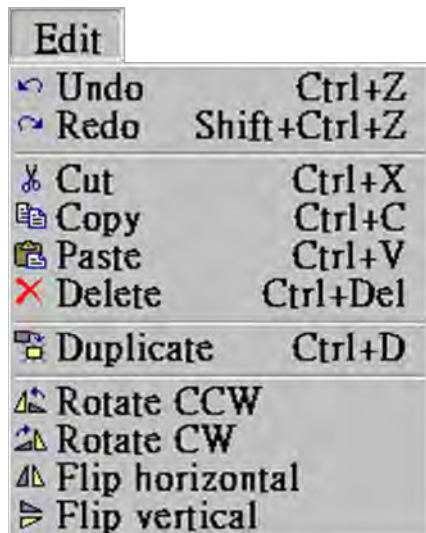 Edit
Undo Ctrl+Z
Redo Shift+Ctrl+Z
Cut Ctrl+X
Copy Ctrl+C
Paste Ctrl+V
Delete Ctrl+Del
Duplicate Ctrl+D
Rotate CCW
Rotate CW
Flip horizontal
Flip vertical